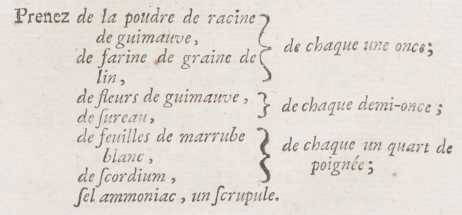 Prenez de la poudre de racine
de guimauve,
de chaque une once;
de farine de graine de
lin,
de fleurs de guimauve,
de ſureau,
de chaque demi-once;
de feuilles de marrube
blanc,
de ſcordium,
de chaque un quart de
poignée;
ſel ammoniac, un ſcrupule.